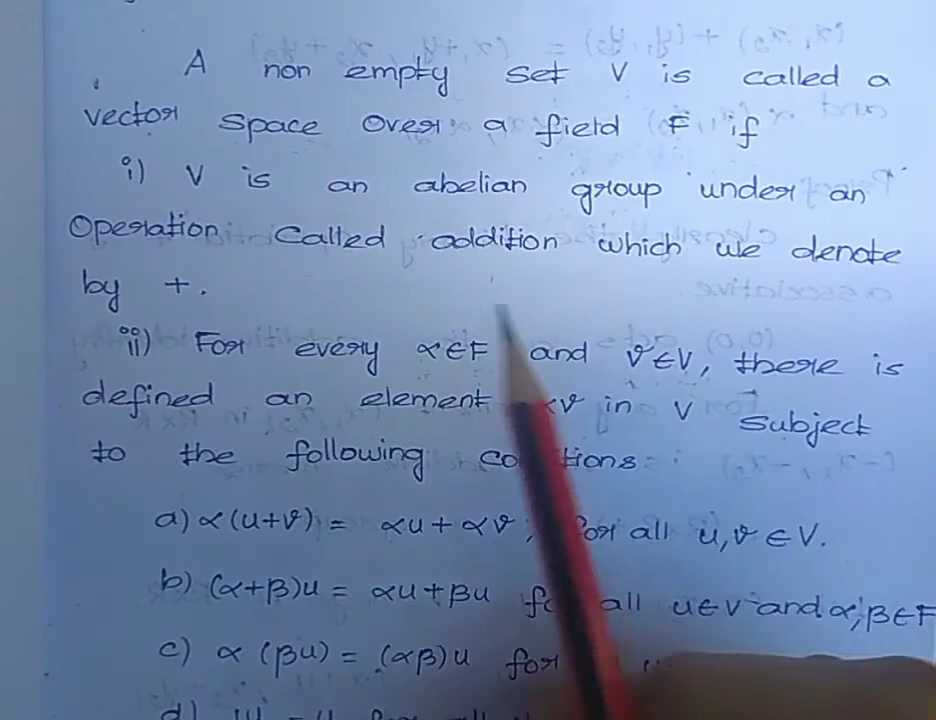 A non empty set V is called a
vector space over a field F if
i) V is an abelian group under an
Operation called addition which we denote
by +.
ii) For every α∈F and v∈V, there is
defined an element αv in V subject
to the following
a) α(u+v) = αu + αv, for all u,v ∈ V.
b) (α+β)u = αu + βu for all u∈V and α,β∈F
c) α (βu) = (αβ)u for
d)